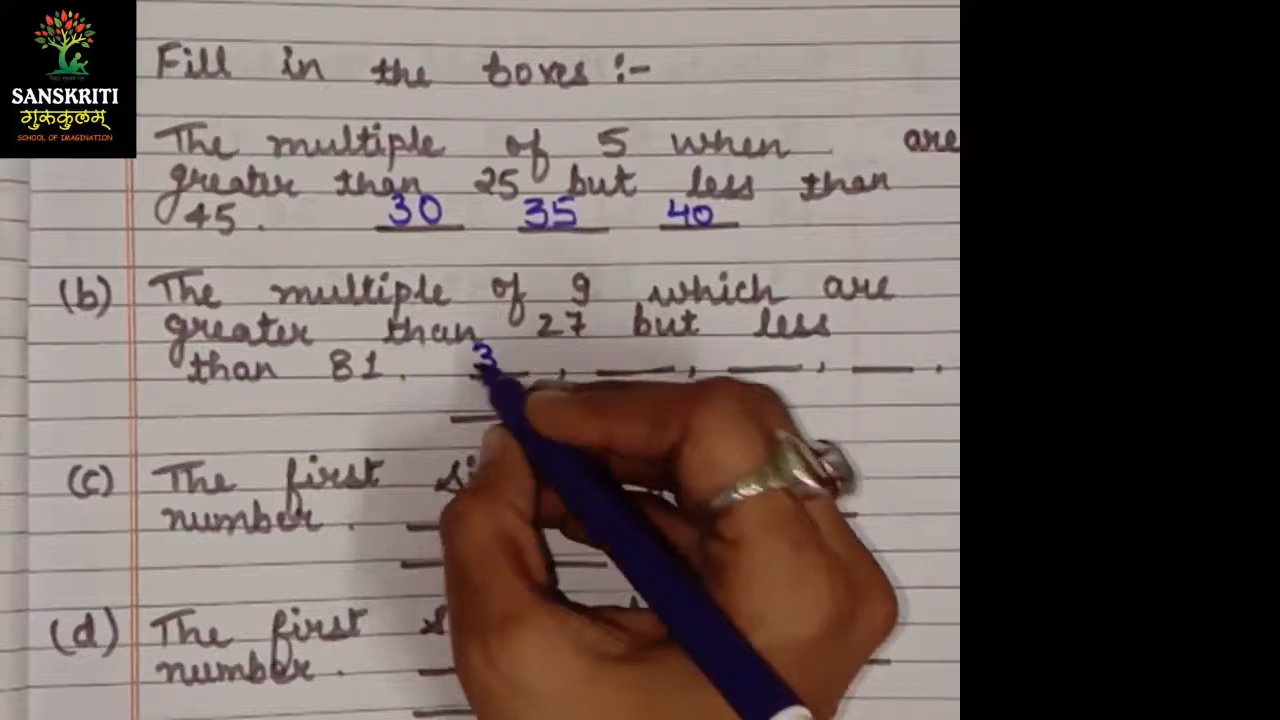 SANSKRITI
गुरुकुलम्
SCHOOL OF IMAGINATION
Fill in the boxes :-
The multiple of 5 when are
greater than 25 but less than
45. 30 35 40
(b) The multiple of 9 which are
greater than 27 but less
than 81. 3 , , , .
(c) The first
number.
(d) The first
number.